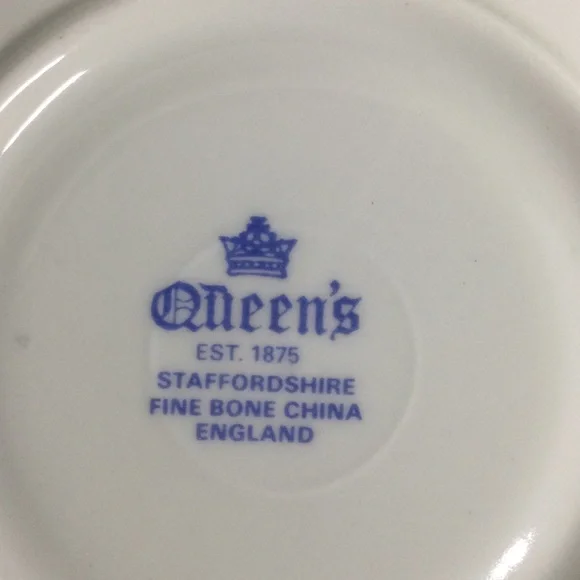 Queen's
EST. 1875
STAFFORDSHIRE
FINE BONE CHINA
ENGLAND